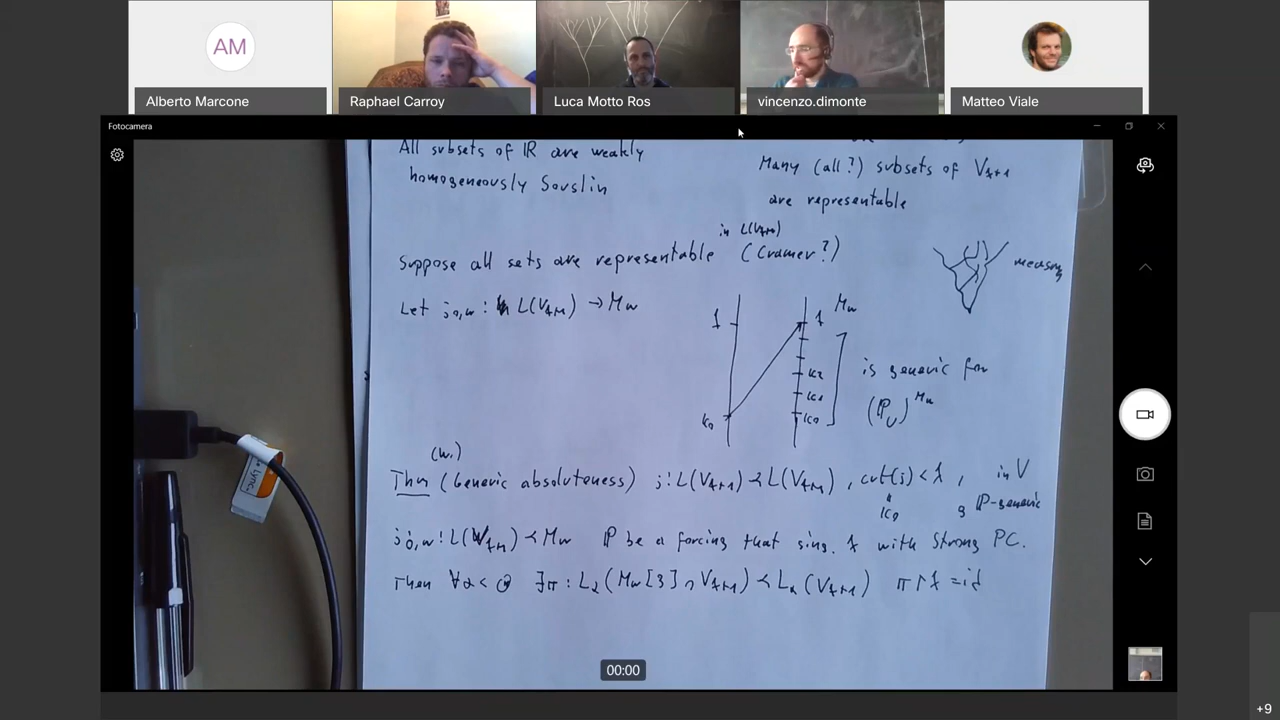 AM
Alberto Marcone
Raphael Carroy
Luca Motto Ros
vincenzo.dimonte
Matteo Viale
Fotocamera
All subsets of ℝ are weakly
homogeneously Souslin
Many (all?) subsets of V_{λ+1}
are representable
in L(V_{λ+1})
Suppose all sets are representable (Cramer?)
measures
Let j_{0,ω} : L(V_{λ+1}) → M_ω
λ λ M_ω
κ_2
κ_1
κ_0 κ_0
is generic for
(ℙ_U)^{M_ω}
(W.)
Thm (Generic absoluteness) j: L(V_{λ+1}) ≺ L(V_{λ+1}), crt(j) < λ, in V
κ_0 g ℙ-generic
j_{0,ω} : L(V_{λ+1}) ≺ M_ω ℙ be a forcing that sing. λ with strong PC.
Then ∀α < Θ ∃π : L_α(M_ω[g] ∩ V_{λ+1}) ≺ L_α(V_{λ+1}) π↾λ = id
Lync
00:00
+9